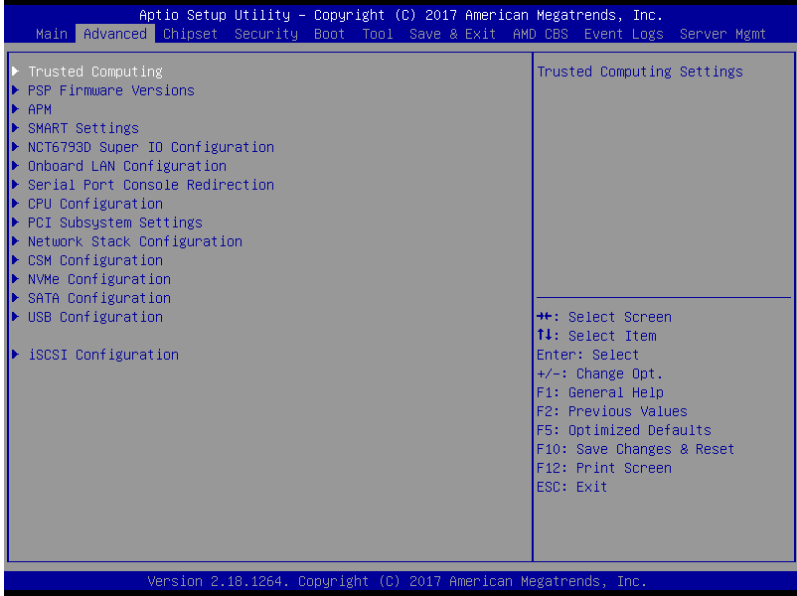 Aptio Setup Utility – Copyright (C) 2017 American Megatrends, Inc.
Main Advanced Chipset Security Boot Tool Save & Exit AMD CBS Event Logs Server Mgmt
Trusted Computing
PSP Firmware Versions
APM
SMART Settings
NCT6793D Super IO Configuration
Onboard LAN Configuration
Serial Port Console Redirection
CPU Configuration
PCI Subsystem Settings
Network Stack Configuration
CSM Configuration
NVMe Configuration
SATA Configuration
USB Configuration
iSCSI Configuration
Trusted Computing Settings
→←: Select Screen
↑↓: Select Item
Enter: Select
+/-: Change Opt.
F1: General Help
F2: Previous Values
F5: Optimized Defaults
F10: Save Changes & Reset
F12: Print Screen
ESC: Exit
Version 2.18.1264. Copyright (C) 2017 American Megatrends, Inc.